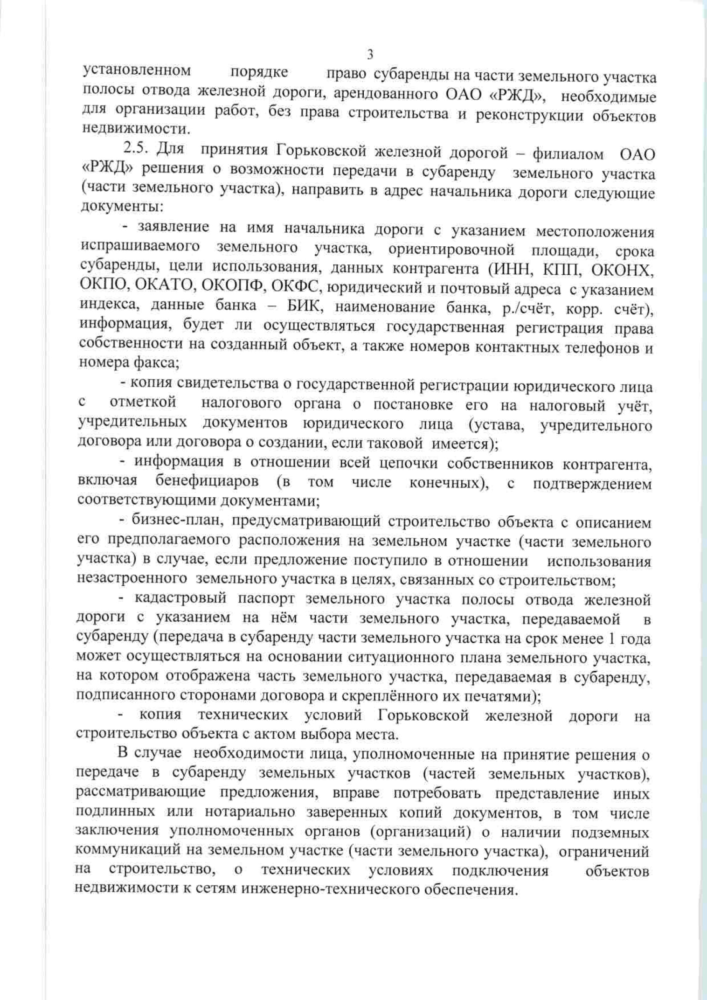 3
установленном порядке право субаренды на части земельного участка
полосы отвода железной дороги, арендованного ОАО «РЖД», необходимые
для организации работ, без права строительства и реконструкции объектов
недвижимости.
2.5. Для принятия Горьковской железной дорогой – филиалом ОАО
«РЖД» решения о возможности передачи в субаренду земельного участка
(части земельного участка), направить в адрес начальника дороги следующие
документы:
- заявление на имя начальника дороги с указанием местоположения
испрашиваемого земельного участка, ориентировочной площади, срока
субаренды, цели использования, данных контрагента (ИНН, КПП, ОКОНХ,
ОКПО, ОКАТО, ОКОПФ, ОКФС, юридический и почтовый адреса с указанием
индекса, данные банка – БИК, наименование банка, р./счёт, корр. счёт),
информация, будет ли осуществляться государственная регистрация права
собственности на созданный объект, а также номеров контактных телефонов и
номера факса;
- копия свидетельства о государственной регистрации юридического лица
с отметкой налогового органа о постановке его на налоговый учёт,
учредительных документов юридического лица (устава, учредительного
договора или договора о создании, если таковой имеется);
- информация в отношении всей цепочки собственников контрагента,
включая бенефициаров (в том числе конечных), с подтверждением
соответствующими документами;
- бизнес-план, предусматривающий строительство объекта с описанием
его предполагаемого расположения на земельном участке (части земельного
участка) в случае, если предложение поступило в отношении использования
незастроенного земельного участка в целях, связанных со строительством;
- кадастровый паспорт земельного участка полосы отвода железной
дороги с указанием на нём части земельного участка, передаваемой в
субаренду (передача в субаренду части земельного участка на срок менее 1 года
может осуществляться на основании ситуационного плана земельного участка,
на котором отображена часть земельного участка, передаваемая в субаренду,
подписанного сторонами договора и скреплённого их печатями);
- копия технических условий Горьковской железной дороги на
строительство объекта с актом выбора места.
В случае необходимости лица, уполномоченные на принятие решения о
передаче в субаренду земельных участков (частей земельных участков),
рассматривающие предложения, вправе потребовать представление иных
подлинных или нотариально заверенных копий документов, в том числе
заключения уполномоченных органов (организаций) о наличии подземных
коммуникаций на земельном участке (части земельного участка), ограничений
на строительство, о технических условиях подключения объектов
недвижимости к сетям инженерно-технического обеспечения.